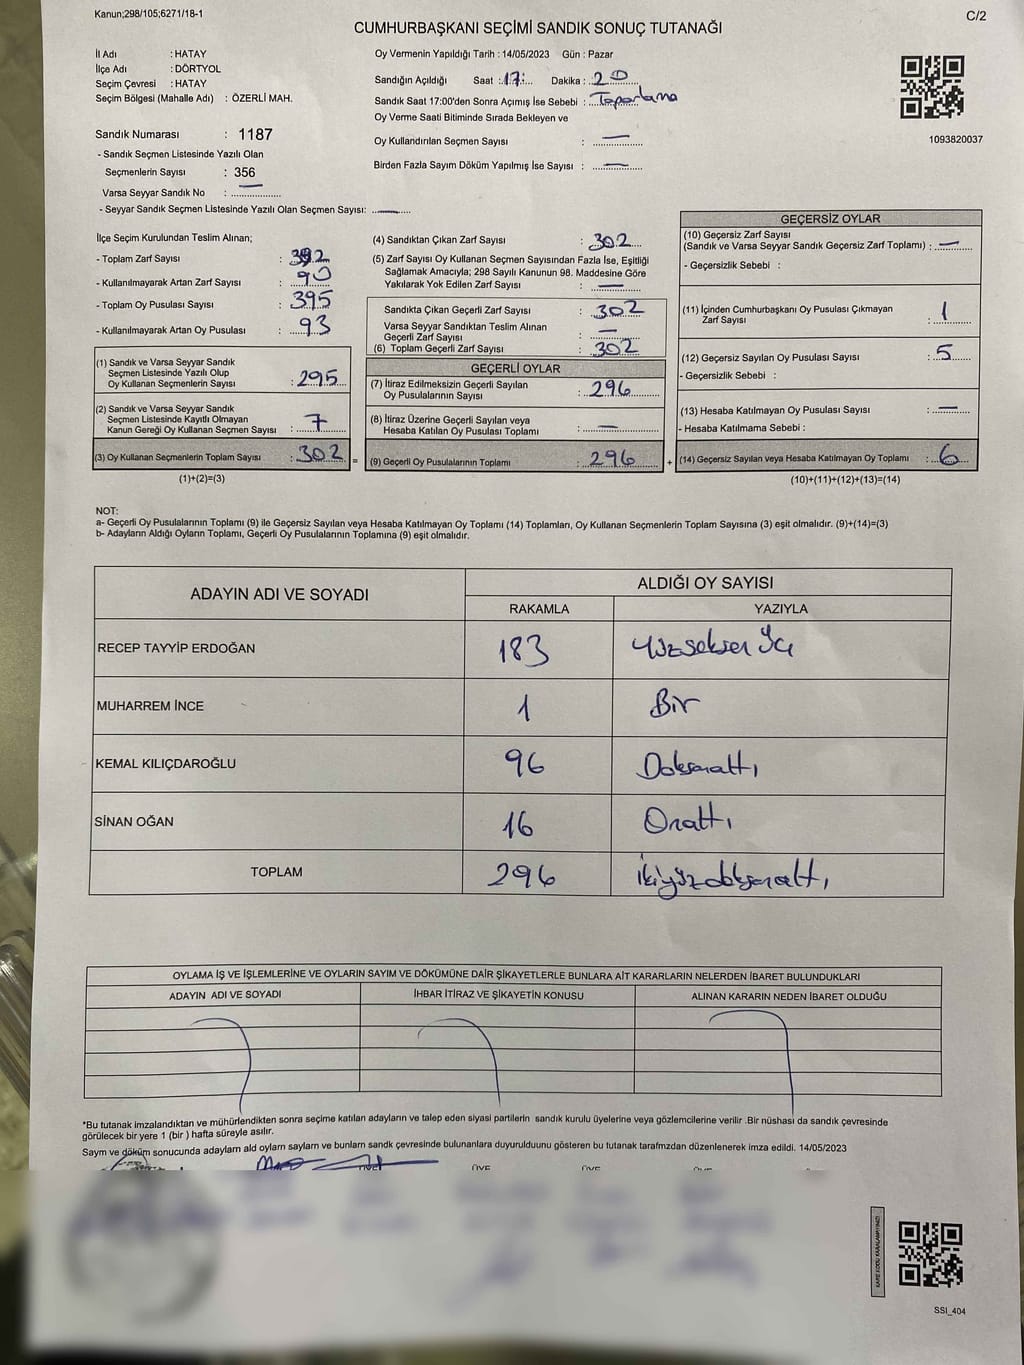 Kanun;298/105;6271/18-1
C/2
CUMHURBAŞKANI SEÇİMİ SANDIK SONUÇ TUTANAĞI
İl Adı : HATAY
İlçe Adı : DÖRTYOL
Seçim Çevresi : HATAY
Seçim Bölgesi (Mahalle Adı) : ÖZERLİ MAH.
Sandık Numarası : 1187
- Sandık Seçmen Listesinde Yazılı Olan
Seçmenlerin Sayısı : 356
Varsa Seyyar Sandık No :
- Seyyar Sandık Seçmen Listesinde Yazılı Olan Seçmen Sayısı:
Oy Vermenin Yapıldığı Tarih : 14/05/2023 Gün : Pazar
Sandığın Açıldığı Saat : 17 Dakika : 20
Sandık Saat 17:00'den Sonra Açımış İse Sebebi : Toparlama
Oy Verme Saati Bitiminde Sırada Bekleyen ve
Oy Kullandırılan Seçmen Sayısı :
Birden Fazla Sayım Döküm Yapılmış İse Sayısı :
1093820037
İlçe Seçim Kurulundan Teslim Alınan;
- Toplam Zarf Sayısı : 392
- Kullanılmayarak Artan Zarf Sayısı : 90
- Toplam Oy Pusulası Sayısı : 395
- Kullanılmayarak Artan Oy Pusulası : 93
(1) Sandık ve Varsa Seyyar Sandık
Seçmen Listesinde Yazılı Olup
Oy Kullanan Seçmenlerin Sayısı : 295
(2) Sandık ve Varsa Seyyar Sandık
Seçmen Listesinde Kayıtlı Olmayan
Kanun Gereği Oy Kullanan Seçmen Sayısı : 7
(3) Oy Kullanan Seçmenlerin Toplam Sayısı : 302
(1)+(2)=(3)
(4) Sandıktan Çıkan Zarf Sayısı : 302
(5) Zarf Sayısı Oy Kullanan Seçmen Sayısından Fazla İse, Eşitliği
Sağlamak Amacıyla; 298 Sayılı Kanunun 98. Maddesine Göre
Yakılarak Yok Edilen Zarf Sayısı :
Sandıkta Çıkan Geçerli Zarf Sayısı : 302
Varsa Seyyar Sandıktan Teslim Alınan
Geçerli Zarf Sayısı :
(6) Toplam Geçerli Zarf Sayısı : 302
GEÇERLİ OYLAR
(7) İtiraz Edilmeksizin Geçerli Sayılan
Oy Pusulalarının Sayısı : 296
(8) İtiraz Üzerine Geçerli Sayılan veya
Hesaba Katılan Oy Pusulası Toplamı :
= (9) Geçerli Oy Pusulalarının Toplamı : 296
GEÇERSİZ OYLAR
(10) Geçersiz Zarf Sayısı
(Sandık ve Varsa Seyyar Sandık Geçersiz Zarf Toplamı) :
- Geçersizlik Sebebi :
(11) İçinden Cumhurbaşkanı Oy Pusulası Çıkmayan
Zarf Sayısı : 1
(12) Geçersiz Sayılan Oy Pusulası Sayısı : 5
- Geçersizlik Sebebi :
(13) Hesaba Katılmayan Oy Pusulası Sayısı :
- Hesaba Katılmama Sebebi :
+ (14) Geçersiz Sayılan veya Hesaba Katılmayan Oy Toplamı : 6
(10)+(11)+(12)+(13)=(14)
NOT:
a- Geçerli Oy Pusulalarının Toplamı (9) ile Geçersiz Sayılan veya Hesaba Katılmayan Oy Toplamı (14) Toplamları, Oy Kullanan Seçmenlerin Toplam Sayısına (3) eşit olmalıdır. (9)+(14)=(3)
b- Adayların Aldığı Oyların Toplamı, Geçerli Oy Pusulalarının Toplamına (9) eşit olmalıdır.
ADAYIN ADI VE SOYADI
ALDIĞI OY SAYISI
RAKAMLA YAZIYLA
RECEP TAYYİP ERDOĞAN 183 Yüzseksen Üç
MUHARREM İNCE 1 Bir
KEMAL KILIÇDAROĞLU 96 Doksanaltı
SİNAN OĞAN 16 Onaltı
TOPLAM 296 ikiyüzdoksanaltı
OYLAMA İŞ VE İŞLEMLERİNE VE OYLARIN SAYIM VE DÖKÜMÜNE DAİR ŞİKAYETLERLE BUNLARA AİT KARARLARIN NELERDEN İBARET BULUNDUKLARI
ADAYIN ADI VE SOYADI İHBAR İTİRAZ VE ŞİKAYETİN KONUSU ALINAN KARARIN NEDEN İBARET OLDUĞU
*Bu tutanak imzalandıktan ve mühürlendikten sonra seçime katılan adayların ve talep eden siyasi partilerin sandık kurulu üyelerine veya gözlemcilerine verilir .Bir nüshası da sandık çevresinde
görülecek bir yere 1 (bir ) hafta süreyle asılır.
Saym ve döküm sonucunda adaylarn ald oylarn saylarn ve bunlarn sandk çevresinde bulunanlara duyurulduunu gösteren bu tutanak tarafmzdan düzenlenerek imza edildi. 14/05/2023
ÜYE ÜYE ÜYE
KARE KODU KARALAMAYINIZ!
SSI_404